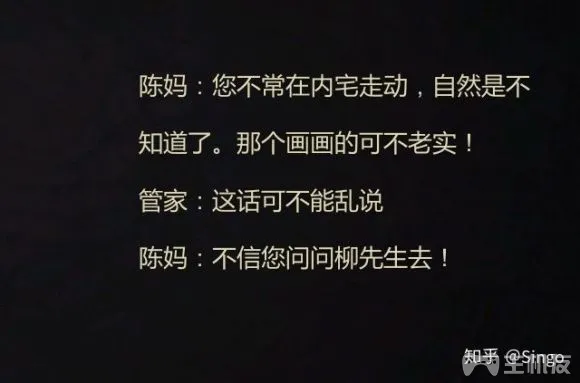 陈妈：您不常在内宅走动，自然是不
知道了。那个画画的可不老实！
管家：这话可不能乱说
陈妈：不信您问问柳先生去！
知乎 @Singo
主机友